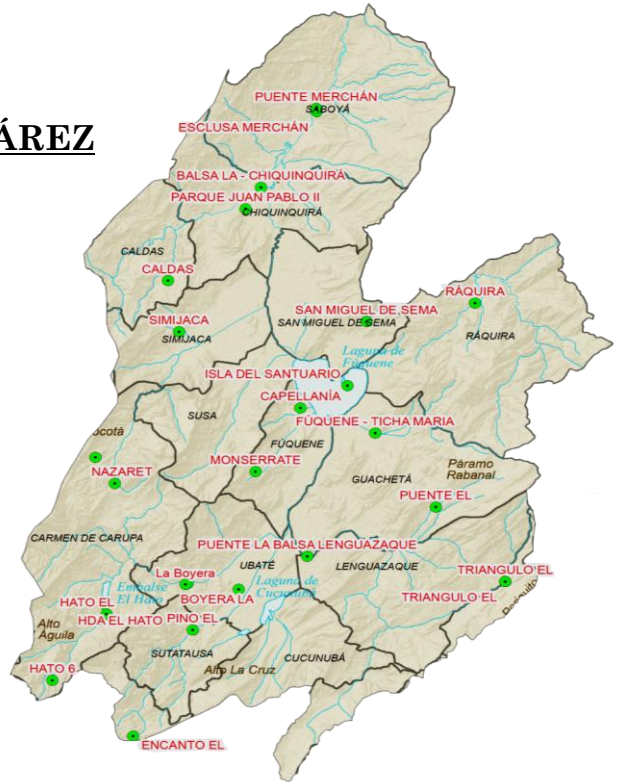 ÁREZ
PUENTE MERCHÁN
SABOYÁ
ESCLUSA MERCHÁN
BALSA LA - CHIQUINQUIRÁ
PARQUE JUAN PABLO II
CHIQUINQUIRÁ
CALDAS
CALDAS
SIMIJACA
SIMIJACA
SAN MIGUEL DE SEMA
SAN MIGUEL DE SEMA
RÁQUIRA
RÁQUIRA
Laguna de
Fúquene
ISLA DEL SANTUARIO
CAPELLANÍA
SUSA
FÚQUENE - TICHA MARIA
FÚQUENE
ocotá
NAZARET
MONSERRATE
GUACHETÁ
Páramo
Rabanal
PUENTE EL
CARMEN DE CARUPA
PUENTE LA BALSA LENGUAZAQUE
UBATÉ
LENGUAZAQUE
La Boyera
TRIANGULO EL
TRIANGULO EL
Embalse
El Hato
Laguna de
Cucunubá
BOYERA LA
HATO EL
HDA EL HATO
PINO EL
Alto
Aguila
SUTATAUSA
Alto La Cruz
CUCUNUBÁ
HATO 6
ENCANTO EL